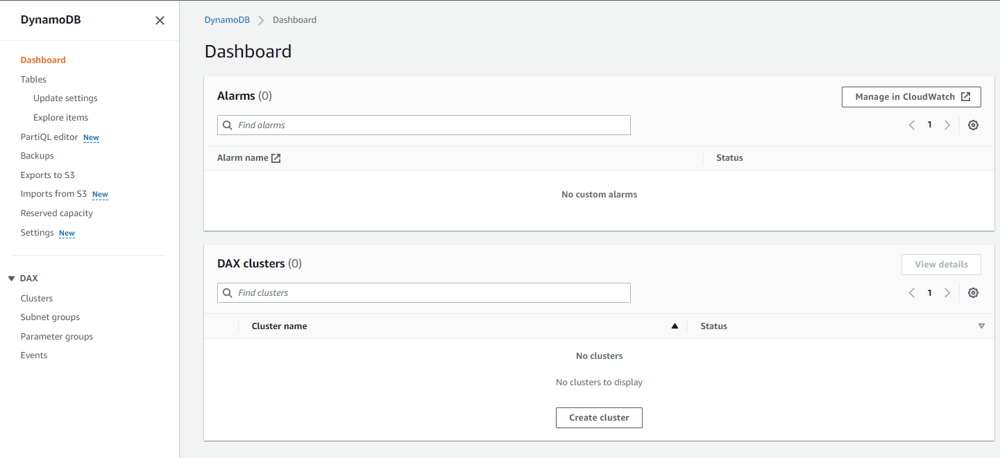 DynamoDB
Dashboard
Tables
Update settings
Explore items
PartiQL editor New
Backups
Exports to S3
Imports from S3 New
Reserved capacity
Settings New
DAX
Clusters
Subnet groups
Parameter groups
Events
DynamoDB Dashboard
Dashboard
Alarms (0)
Manage in CloudWatch
Find alarms
1
Alarm name Status
No custom alarms
DAX clusters (0)
View details
Find clusters
1
Cluster name Status
No clusters
No clusters to display
Create cluster